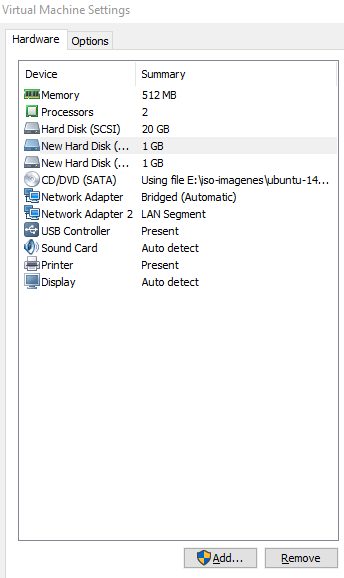 Virtual Machine Settings
Hardware Options
Device Summary
Memory 512 MB
Processors 2
Hard Disk (SCSI) 20 GB
New Hard Disk (... 1 GB
New Hard Disk (... 1 GB
CD/DVD (SATA) Using file E:\iso-imagenes\ubuntu-14...
Network Adapter Bridged (Automatic)
Network Adapter 2 LAN Segment
USB Controller Present
Sound Card Auto detect
Printer Present
Display Auto detect
Add... Remove